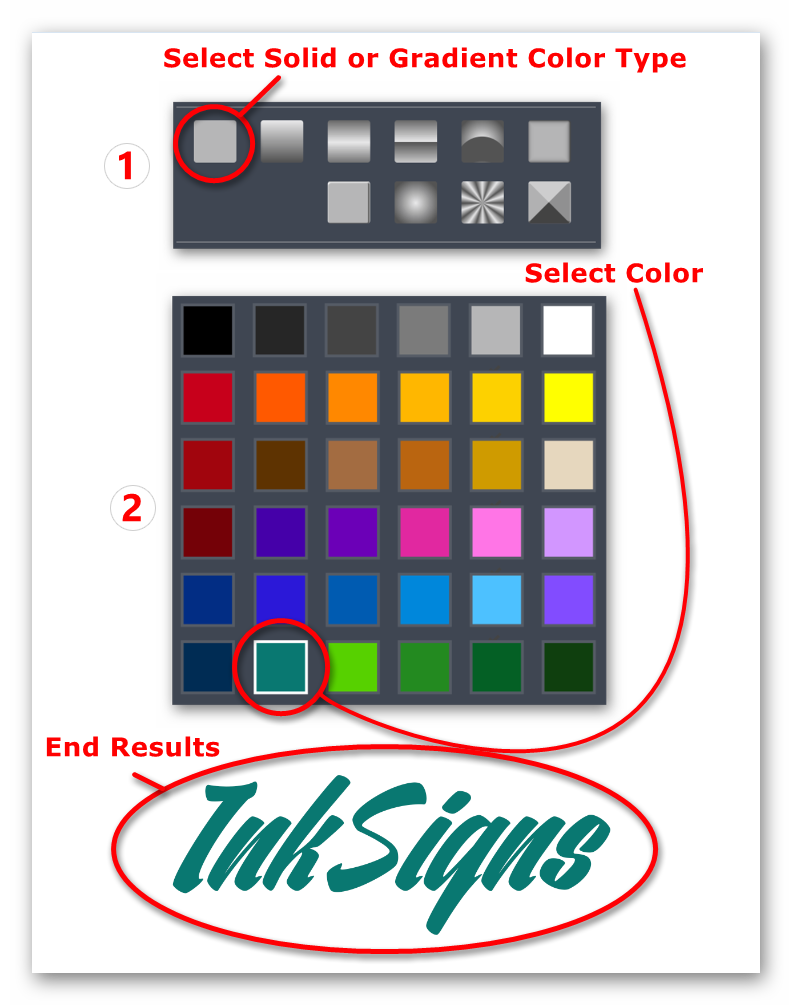 Select Solid or Gradient Color Type
1
Select Color
2
End Results
InkSigns